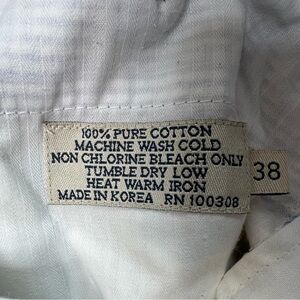 100% PURE COTTON
MACHINE WASH COLD
NON CHLORINE BLEACH ONLY
TUMBLE DRY LOW
HEAT WARM IRON
MADE IN KOREA RN 100308
38